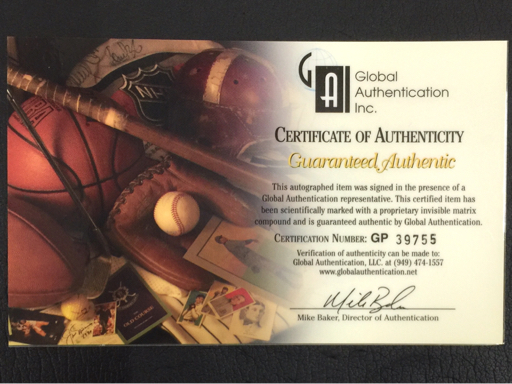 GAI
Global
Authentication
Inc.
CERTIFICATE OF AUTHENTICITY
Guaranteed Authentic
This autographed item was signed in the presence of a
Global Authentication representative. This certified item has
been scientifically marked with a proprietary invisible matrix
compound and is guaranteed authentic by Global Authentication.
CERTIFICATION NUMBER: GP 39755
Verification of authenticity can be made to:
Global Authentication, LLC. at (949) 474-1557
www.globalauthentication.net
Mike Baker
Mike Baker, Director of Authentication